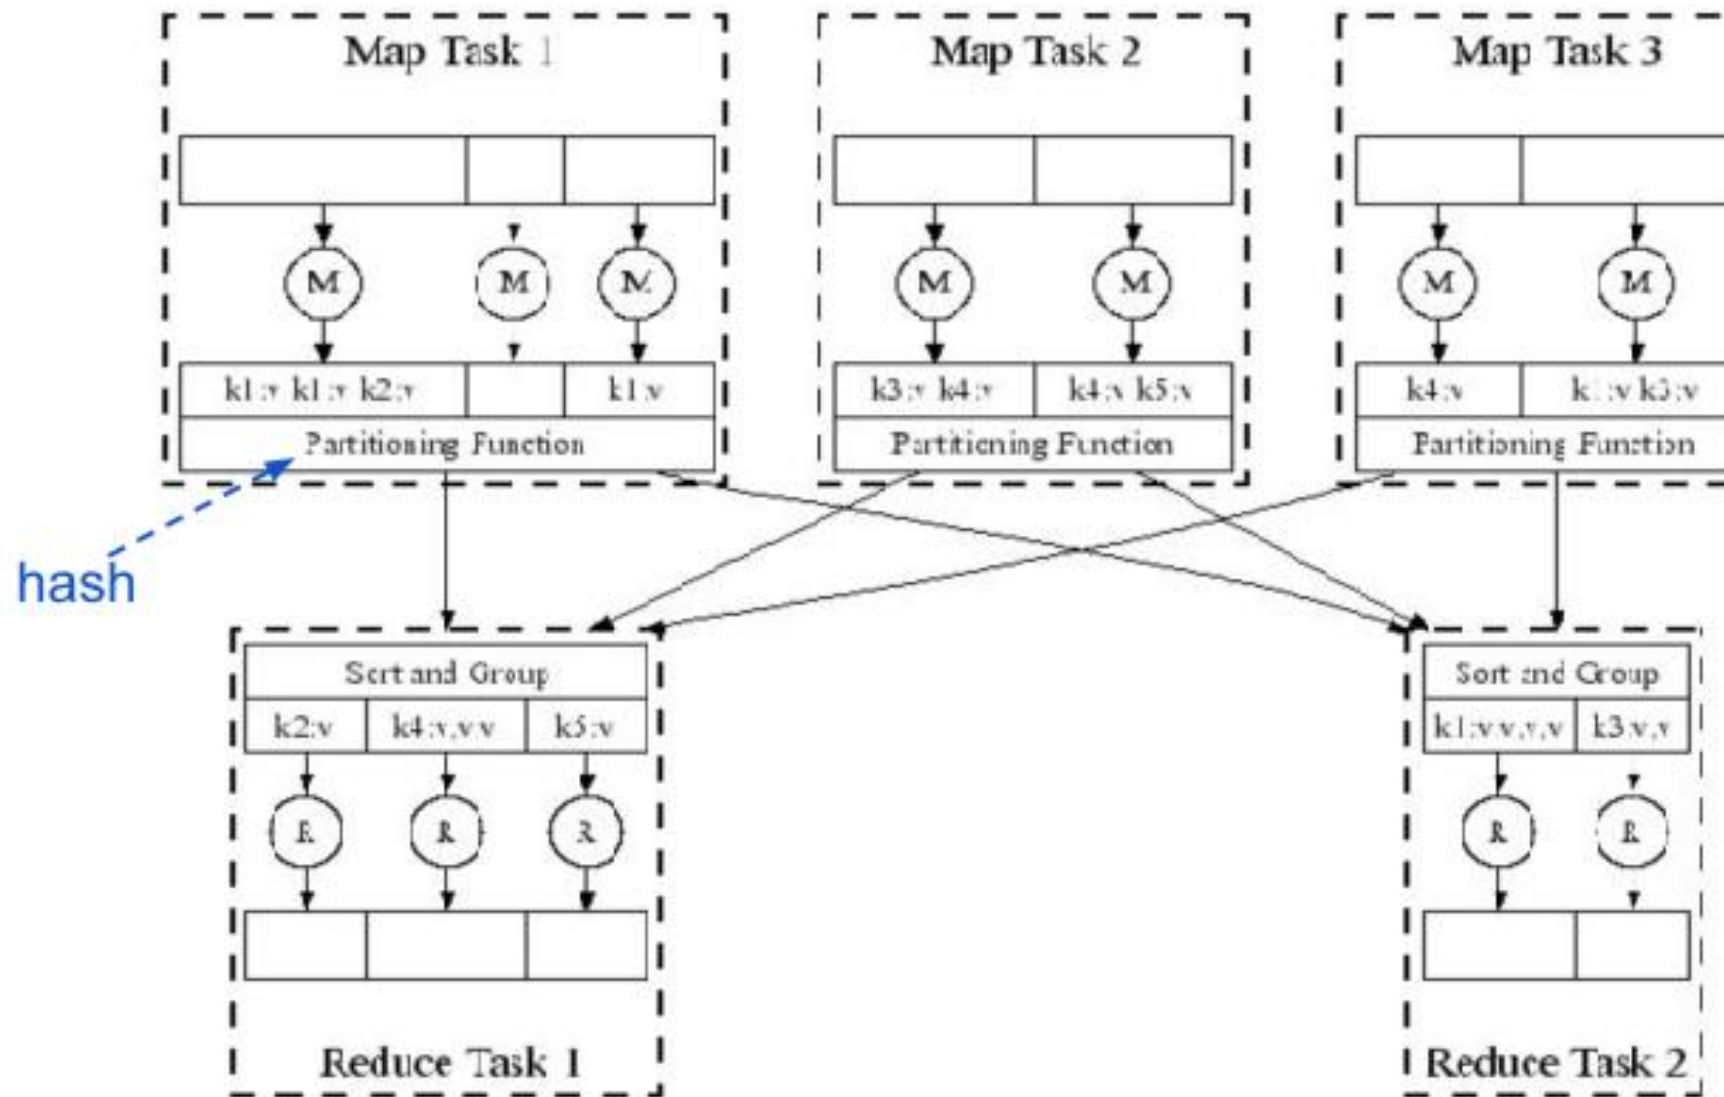 Map Task 1
Map Task 2
Map Task 3
M M M
M M
M M
k1:v k1:v k2:v
k1:v
k3:v k4:v
k4:v k5:v
k4:v
k1:v k3:v
Partitioning Function
Partitioning Function
Partitioning Function
hash
Sort and Group
Sort and Group
k2:v
k4:v,v,v
k5:v
k1:v,v,v,v
k3:v,v
R R R
R R
Reduce Task 1
Reduce Task 2